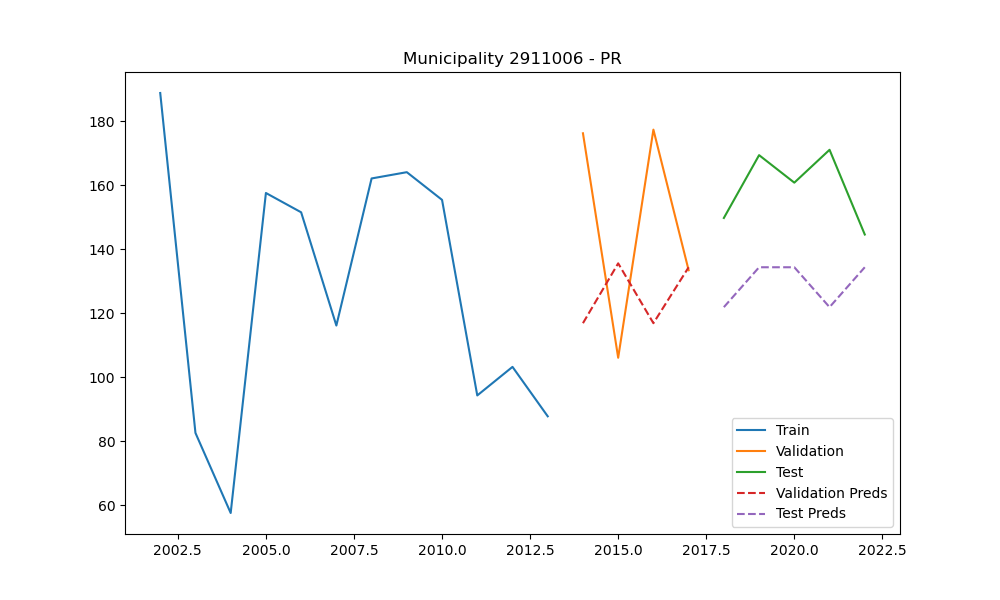 Municipality 2911006 - PR
180
160
140
120
100
80
60
2002.5 2005.0 2007.5 2010.0 2012.5 2015.0 2017.5 2020.0 2022.5
Train
Validation
Test
Validation Preds
Test Preds